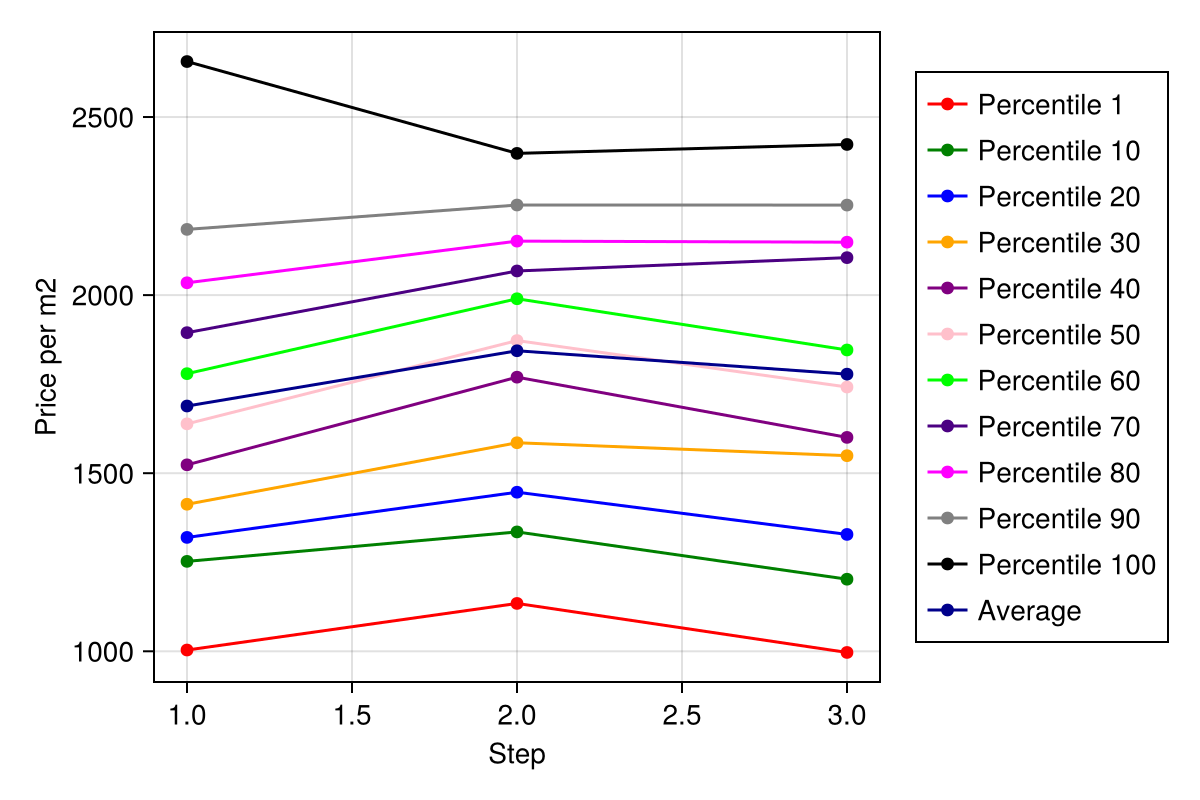 2500
2000
1500
1000
Price per m2
1.0
1.5
2.0
2.5
3.0
Step
Percentile 1
Percentile 10
Percentile 20
Percentile 30
Percentile 40
Percentile 50
Percentile 60
Percentile 70
Percentile 80
Percentile 90
Percentile 100
Average